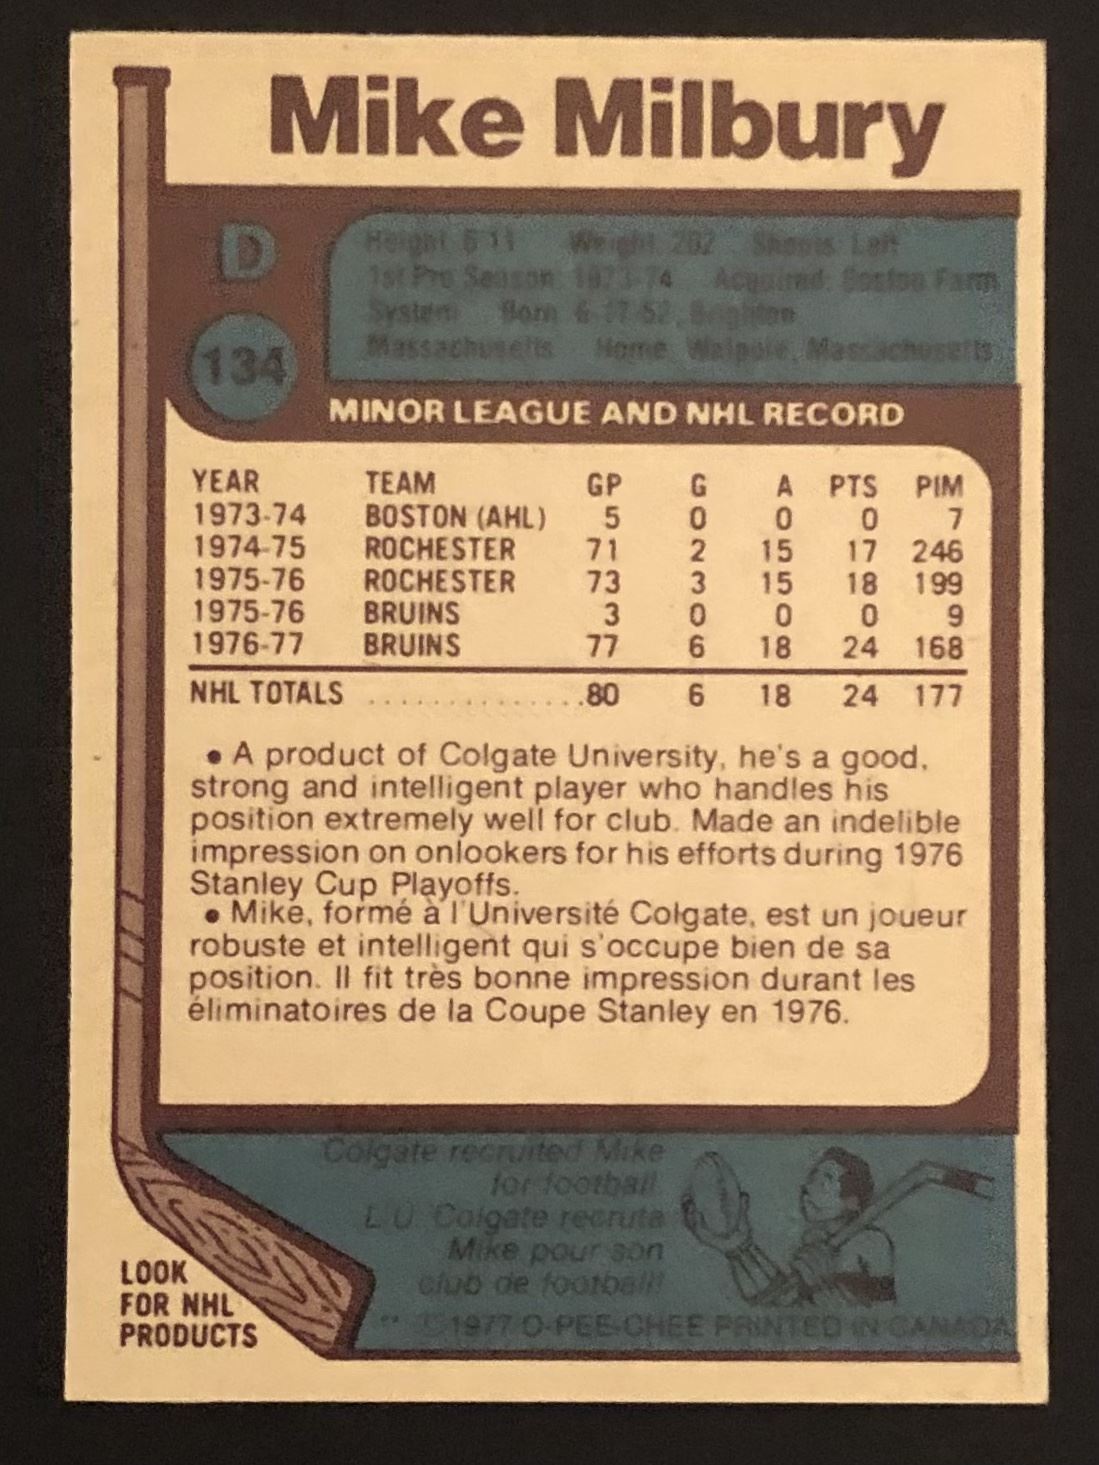 Mike Milbury
D
Height: 6'11 Weight: 202 Shoots: Left
1st Pro Season: 1973-74 Acquired: Boston Farm
System Born 6-17-52, Brighton
Massachusetts Home Walpole, Massachusetts
134
MINOR LEAGUE AND NHL RECORD
YEAR TEAM GP G A PTS PIM
1973-74 BOSTON (AHL) 5 0 0 0 7
1974-75 ROCHESTER 71 2 15 17 246
1975-76 ROCHESTER 73 3 15 18 199
1975-76 BRUINS 3 0 0 0 9
1976-77 BRUINS 77 6 18 24 168
NHL TOTALS ...............80 6 18 24 177
• A product of Colgate University, he's a good,
strong and intelligent player who handles his
position extremely well for club. Made an indelible
impression on onlookers for his efforts during 1976
Stanley Cup Playoffs.
• Mike, formé à l'Université Colgate, est un joueur
robuste et intelligent qui s'occupe bien de sa
position. Il fit très bonne impression durant les
éliminatoires de la Coupe Stanley en 1976.
Colgate recruited Mike
for football.
L'U. Colgate recruta
Mike pour son
club de football!
LOOK
FOR NHL
PRODUCTS
** ©1977 O-PEE-CHEE PRINTED IN CANADA